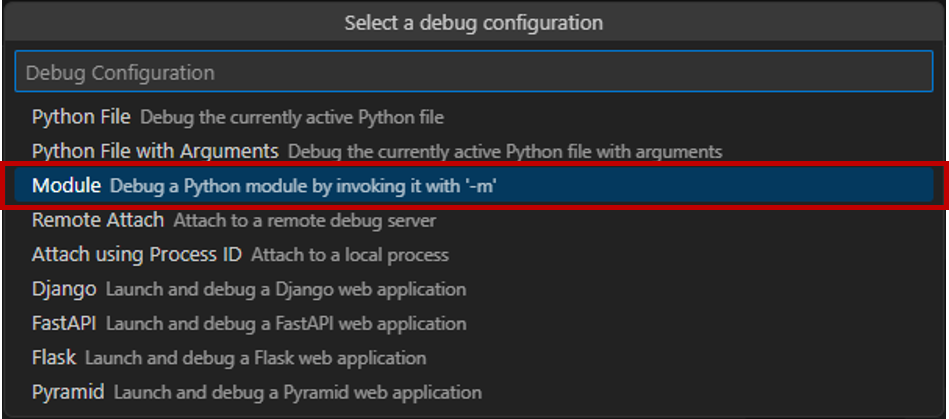 Select a debug configuration
Debug Configuration
Python File Debug the currently active Python file
Python File with Arguments Debug the currently active Python file with arguments
Module Debug a Python module by invoking it with '-m'
Remote Attach Attach to a remote debug server
Attach using Process ID Attach to a local process
Django Launch and debug a Django web application
FastAPI Launch and debug a FastAPI web application
Flask Launch and debug a Flask web application
Pyramid Launch and debug a Pyramid web application